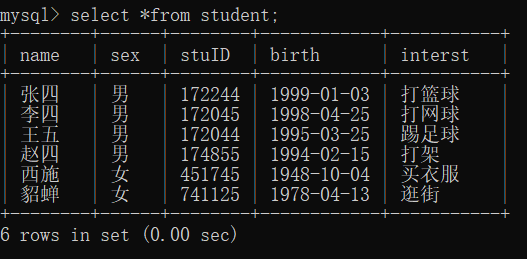 mysql> select *from student;
+--------+------+--------+------------+-----------+
| name | sex | stuID | birth | interst |
+--------+------+--------+------------+-----------+
| 张四 | 男 | 172244 | 1999-01-03 | 打篮球 |
| 李四 | 男 | 172045 | 1998-04-25 | 打网球 |
| 王五 | 男 | 172044 | 1995-03-25 | 踢足球 |
| 赵四 | 男 | 174855 | 1994-02-15 | 打架 |
| 西施 | 女 | 451745 | 1948-10-04 | 买衣服 |
| 貂蝉 | 女 | 741125 | 1978-04-13 | 逛街 |
+--------+------+--------+------------+-----------+
6 rows in set (0.00 sec)